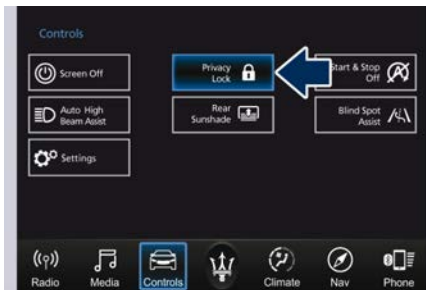 Controls
Screen Off
Privacy
Lock
Start & Stop
Off
Auto High
Beam Assist
Rear
Sunshade
Blind Spot
Assist
Settings
Radio
Media
Controls
Climate
Nav
Phone